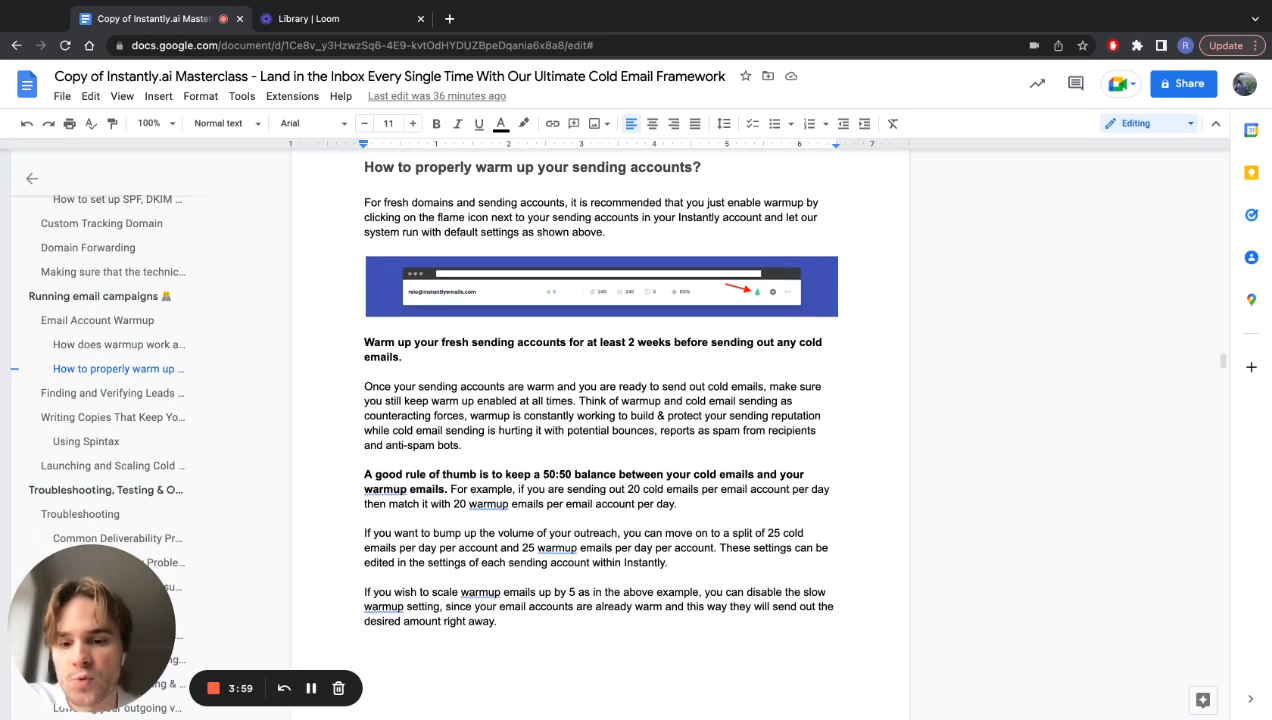 Copy of Instantly.ai Master
Library | Loom
docs.google.com/document/d/1Ce8v_y3HzwzSq6-4E9-kvtOdHYDUZBpeDqania6x8a8/edit#
R
Update
Copy of Instantly.ai Masterclass - Land in the Inbox Every Single Time With Our Ultimate Cold Email Framework
File Edit View Insert Format Tools Extensions Help Last edit was 36 minutes ago
Share
100% Normal text Arial 11 Editing
1 1 2 3 4 5 6 7
How to set up SPF, DKIM ...
Custom Tracking Domain
Domain Forwarding
Making sure that the technic...
Running email campaigns
Email Account Warmup
How does warmup work a...
How to properly warm up ...
Finding and Verifying Leads ...
Writing Copies That Keep Yo...
Using Spintax
Launching and Scaling Cold ...
Troubleshooting, Testing & O...
Troubleshooting
Common Deliverability Pr...
How to properly warm up your sending accounts?
For fresh domains and sending accounts, it is recommended that you just enable warmup by
clicking on the flame icon next to your sending accounts in your Instantly account and let our
system run with default settings as shown above.
relo@instantlyemails.com 0 240 240 0 100%
Warm up your fresh sending accounts for at least 2 weeks before sending out any cold
emails.
Once your sending accounts are warm and you are ready to send out cold emails, make sure
you still keep warm up enabled at all times. Think of warmup and cold email sending as
counteracting forces, warmup is constantly working to build & protect your sending reputation
while cold email sending is hurting it with potential bounces, reports as spam from recipients
and anti-spam bots.
A good rule of thumb is to keep a 50:50 balance between your cold emails and your
warmup emails. For example, if you are sending out 20 cold emails per email account per day
then match it with 20 warmup emails per email account per day.
If you want to bump up the volume of your outreach, you can move on to a split of 25 cold
emails per day per account and 25 warmup emails per day per account. These settings can be
edited in the settings of each sending account within Instantly.
If you wish to scale warmup emails up by 5 as in the above example, you can disable the slow
warmup setting, since your email accounts are already warm and this way they will send out the
desired amount right away.
3:59